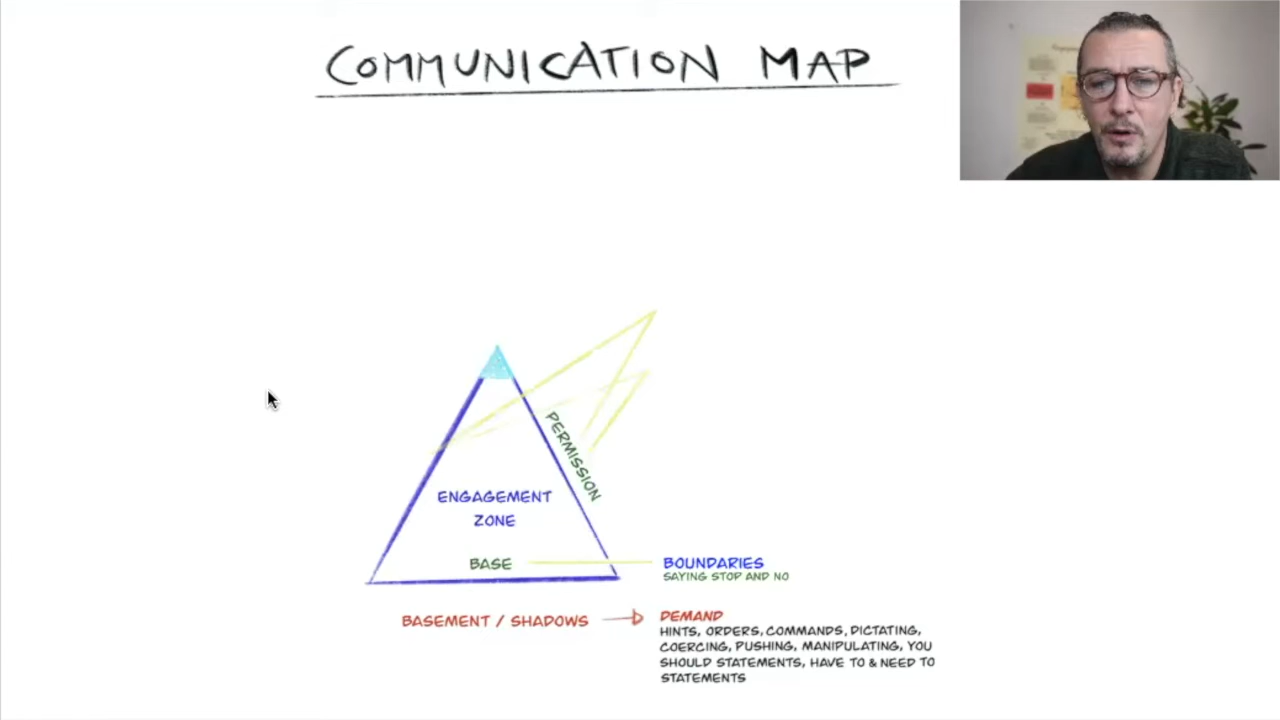 COMMUNICATION MAP
PERMISSION
ENGAGEMENT
ZONE
BASE
BOUNDARIES
SAYING STOP AND NO
BASEMENT / SHADOWS
DEMAND
HINTS, ORDERS, COMMANDS, DICTATING,
COERCING, PUSHING, MANIPULATING, YOU
SHOULD STATEMENTS, HAVE TO & NEED TO
STATEMENTS